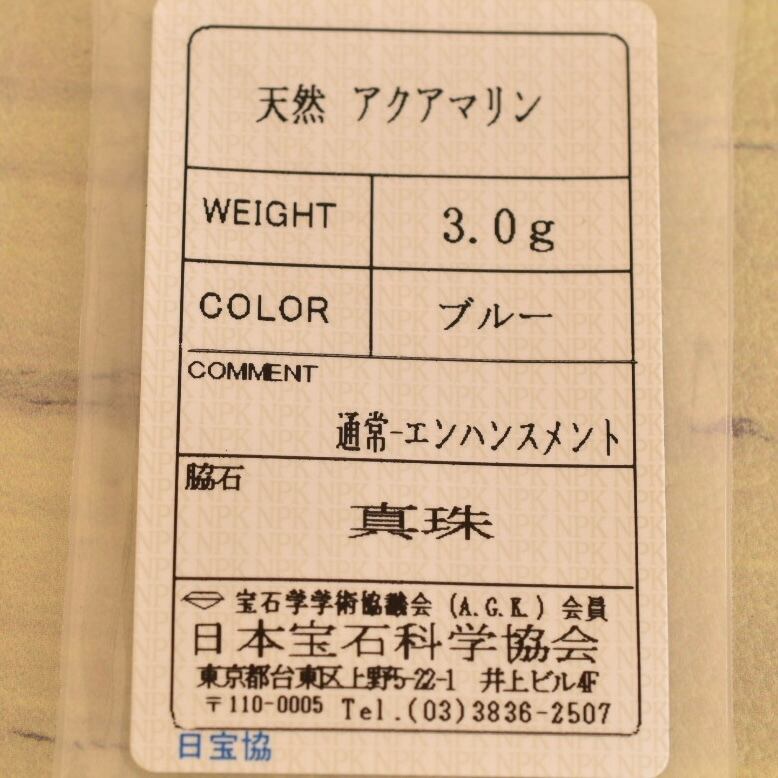 天然 アクアマリン
WEIGHT 3.0g
COLOR ブルー
COMMENT
通常-エンハンスメント
脇石
真珠
宝石学学術協議会 (A.G.K.) 会員
日本宝石科学協会
東京都台東区上野5-22-1 井上ビル4F
〒110-0005 Tel.(03)3836-2507
日宝協